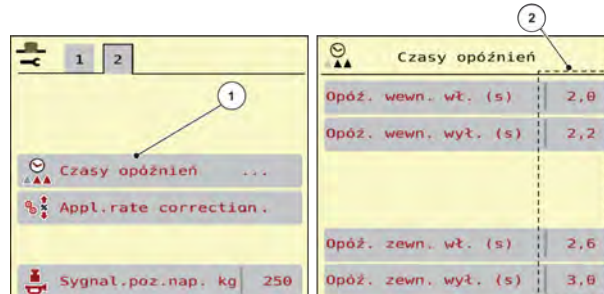 2
1 2
1
Czasy opóźnień ...
Appl.rate correction.
Sygnal.poz.nap. kg 250
Czasy opóźnień
Opóź. wewn. wł. (s) 2,0
Opóź. wewn. wył. (s) 2,2
Opóź. zewn. wł. (s) 2,6
Opóź. zewn. wył. (s) 3,0